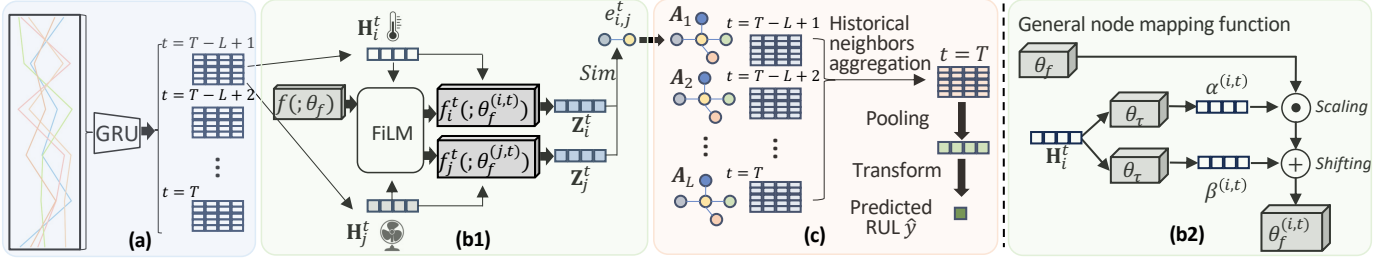 t = T − L + 1
GRU
t = T − L + 2
⋮
t = T
(a)
H_i^t
f(; θ_f)
FiLM
f_i^t(; θ_f^{(i,t)})
f_j^t(; θ_f^{(j,t)})
Z_i^t
Z_j^t
H_j^t
e_{i,j}^t
Sim
(b1)
A_1
t = T − L + 1
A_2
t = T − L + 2
⋮ ⋮
A_L
t = T
Historical
neighbors
aggregation
t = T
Pooling
Transform
Predicted
RUL ŷ
(c)
General node mapping function
θ_f
H_i^t
θ_τ
α^{(i,t)}
Scaling
θ_τ
β^{(i,t)}
Shifting
θ_f^{(i,t)}
(b2)